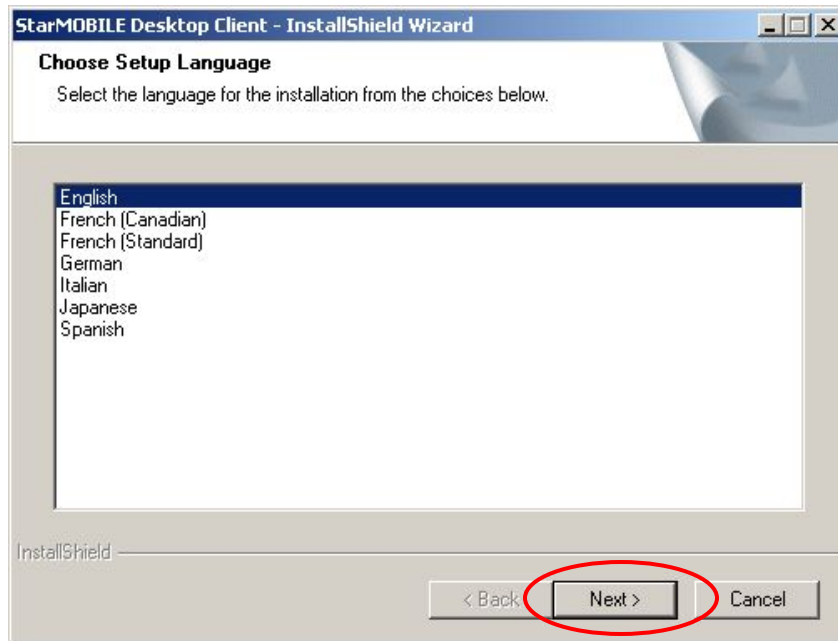 StarMOBILE Desktop Client - InstallShield Wizard
Choose Setup Language
Select the language for the installation from the choices below.
English
French (Canadian)
French (Standard)
German
Italian
Japanese
Spanish
InstallShield
< Back Next > Cancel